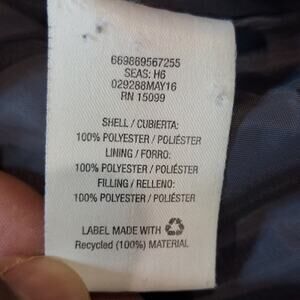 669869567255
SEAS: H6
029288MAY16
RN 15099
SHELL / CUBIERTA:
100% POLYESTER / POLIÉSTER
LINING / FORRO:
100% POLYESTER / POLIÉSTER
FILLING / RELLENO:
100% POLYESTER / POLIÉSTER
LABEL MADE WITH
Recycled (100%) MATERIAL